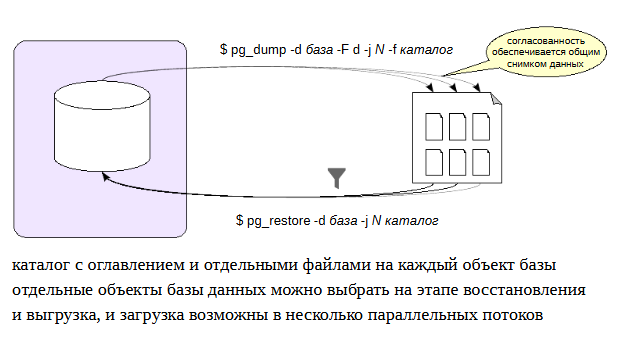 $ pg_dump -d база -F d -j N -f каталог
согласованность
обеспечивается общим
снимком данных
$ pg_restore -d база -j N каталог
каталог с оглавлением и отдельными файлами на каждый объект базы
отдельные объекты базы данных можно выбрать на этапе восстановления
и выгрузка, и загрузка возможны в несколько параллельных потоков